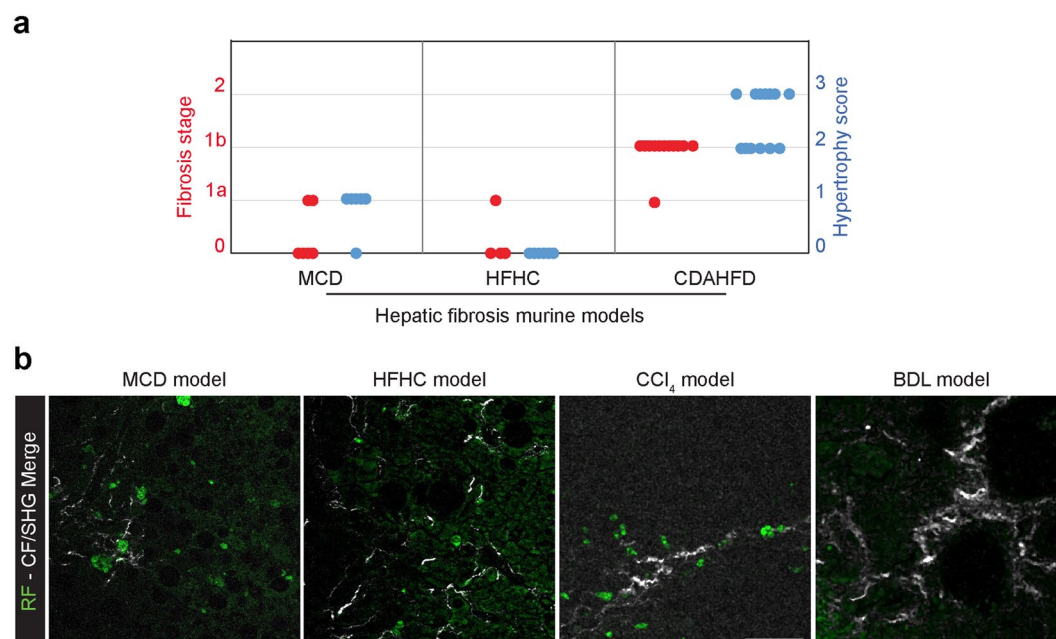 a
Fibrosis stage
2
1b
1a
0
3
2
1
0
Hypertrophy score
MCD
HFHC
CDAHFD
Hepatic fibrosis murine models
b
MCD model
HFHC model
CCl4 model
BDL model
RF - CF/SHG Merge